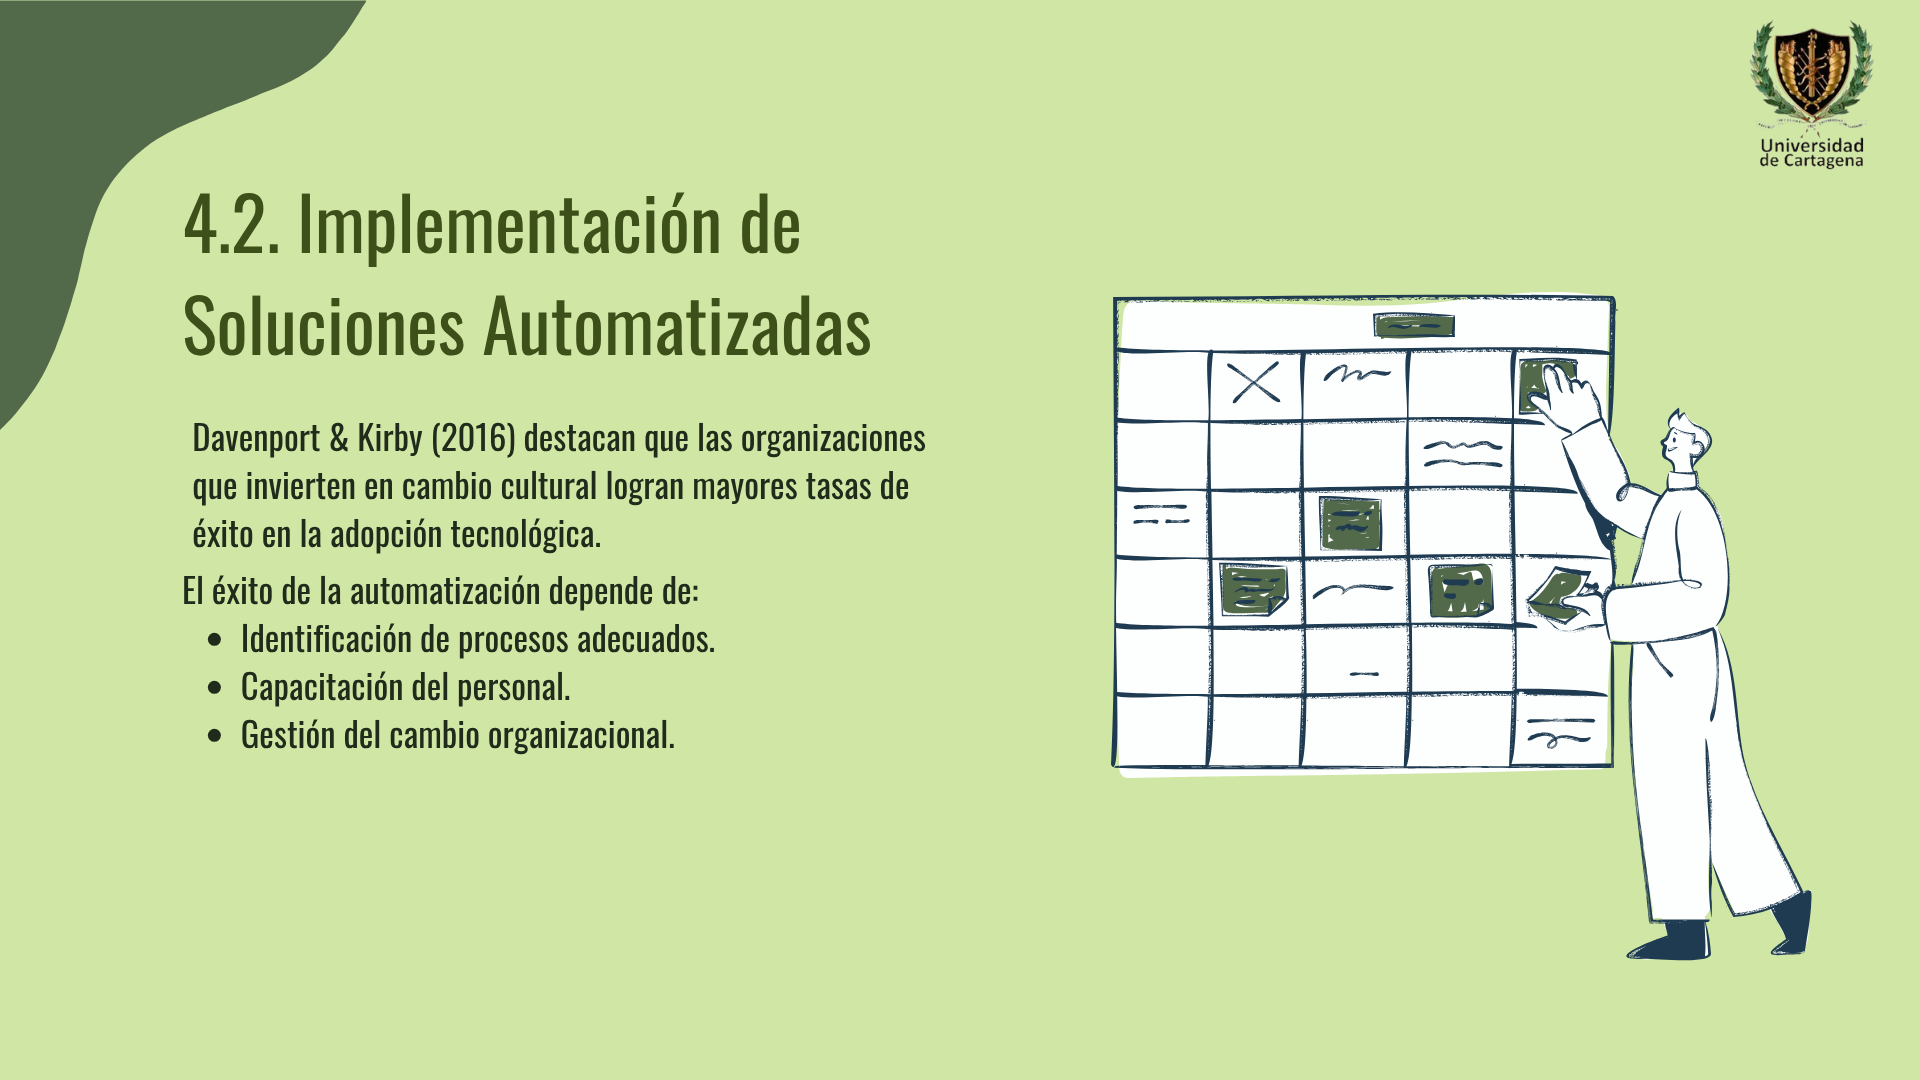 Universidad
de Cartagena
4.2. Implementación de
Soluciones Automatizadas
Davenport & Kirby (2016) destacan que las organizaciones
que invierten en cambio cultural logran mayores tasas de
éxito en la adopción tecnológica.
El éxito de la automatización depende de:
• Identificación de procesos adecuados.
• Capacitación del personal.
• Gestión del cambio organizacional.